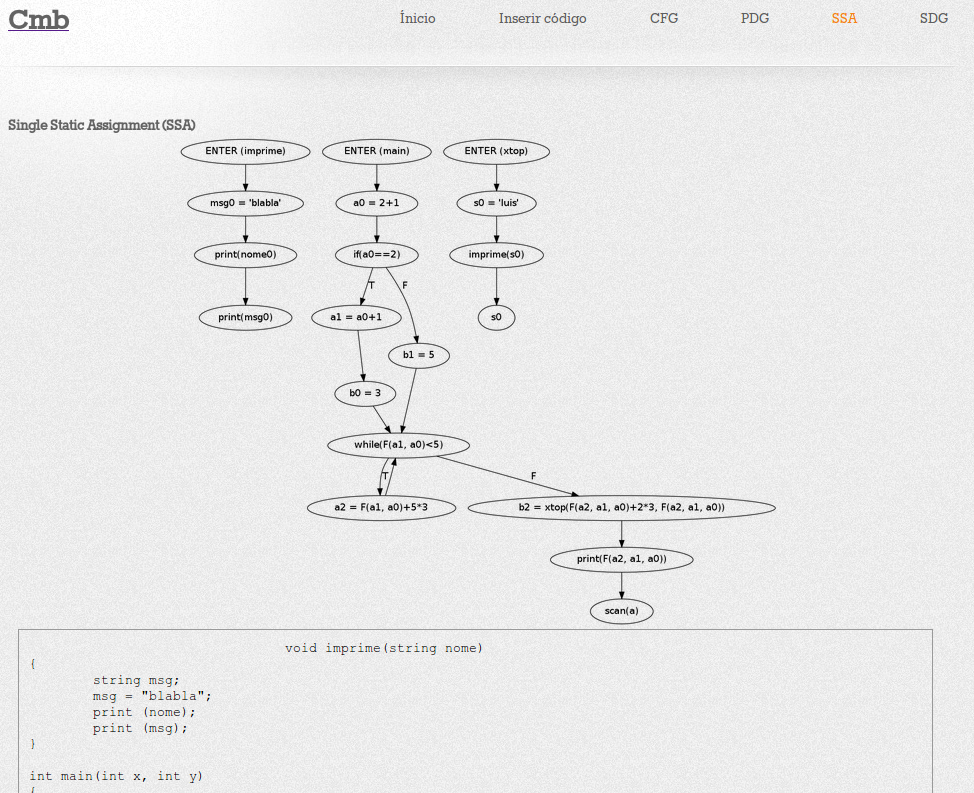 Cmb
Ínicio Inserir código CFG PDG SSA SDG
Single Static Assignment (SSA)
ENTER (imprime) ENTER (main) ENTER (xtop)
msg0 = 'blabla' a0 = 2+1 s0 = 'luis'
print(nome0) if(a0==2) imprime(s0)
T F
print(msg0) a1 = a0+1 s0
b1 = 5
b0 = 3
while(F(a1, a0)<5)
T F
a2 = F(a1, a0)+5*3 b2 = xtop(F(a2, a1, a0)+2*3, F(a2, a1, a0))
print(F(a2, a1, a0))
scan(a)
void imprime(string nome)
{
string msg;
msg = "blabla";
print (nome);
print (msg);
}
int main(int x, int y)
{